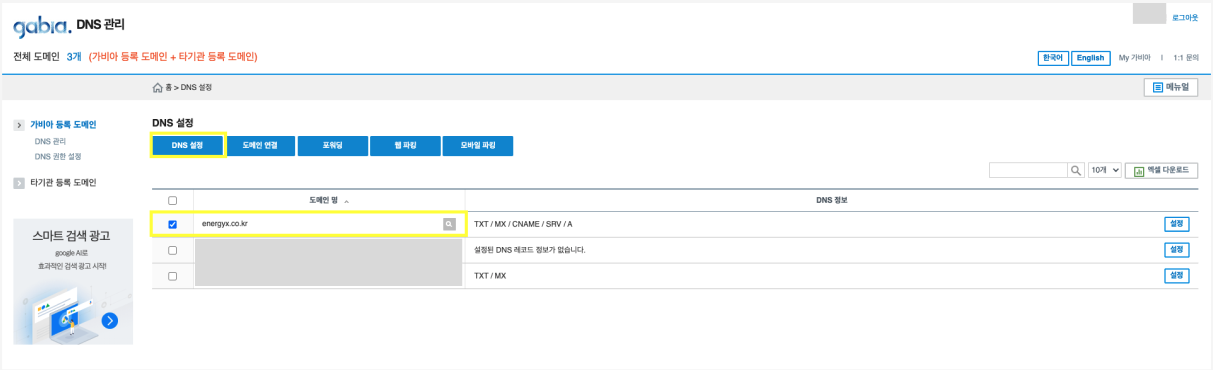 gabia. DNS 관리
로그아웃
전체 도메인 3개 (가비아 등록 도메인 + 타기관 등록 도메인)
한국어 English My 가비아 | 1:1 문의
홈 > DNS 설정
메뉴얼
가비아 등록 도메인
DNS 관리
DNS 권한 설정
타기관 등록 도메인
스마트 검색 광고
google AI로
효과적인 검색 광고 시작!
DNS 설정
DNS 설정 도메인 연결 포워딩 웹 파킹 모바일 파킹
10개 엑셀 다운로드
도메인 명 DNS 정보
energyx.co.kr TXT / MX / CNAME / SRV / A 설정
설정된 DNS 레코드 정보가 없습니다. 설정
TXT / MX 설정